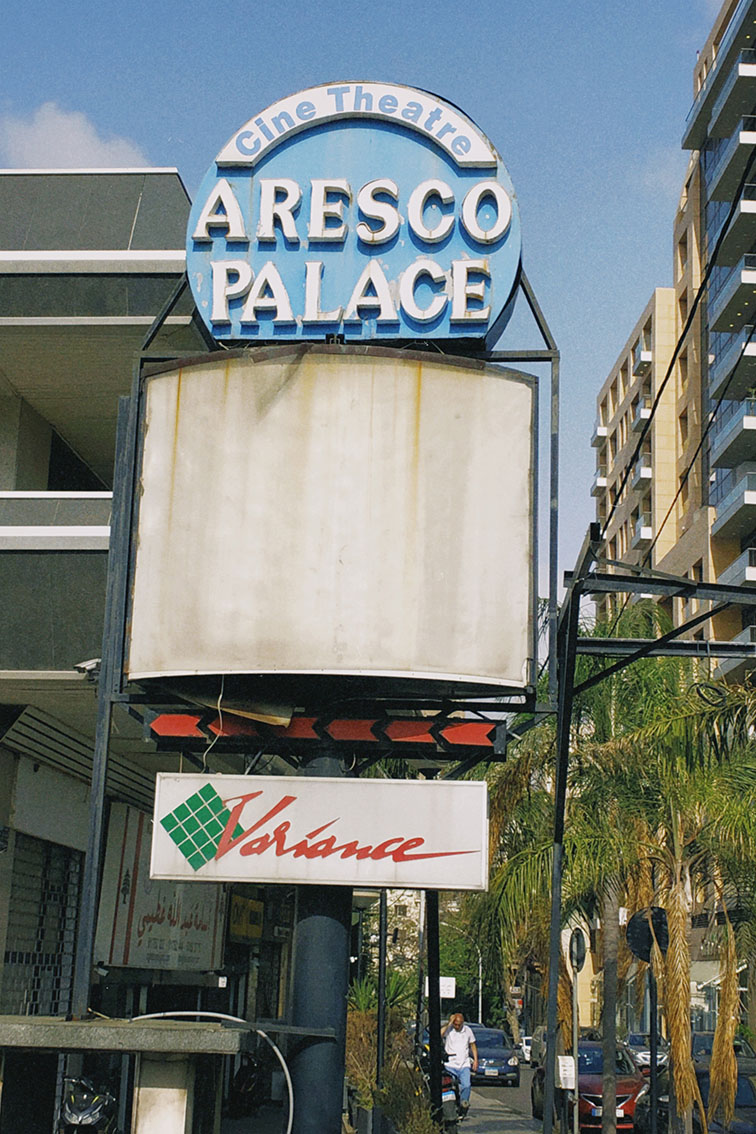 Cine Theatre
ARESCO
PALACE
Variance